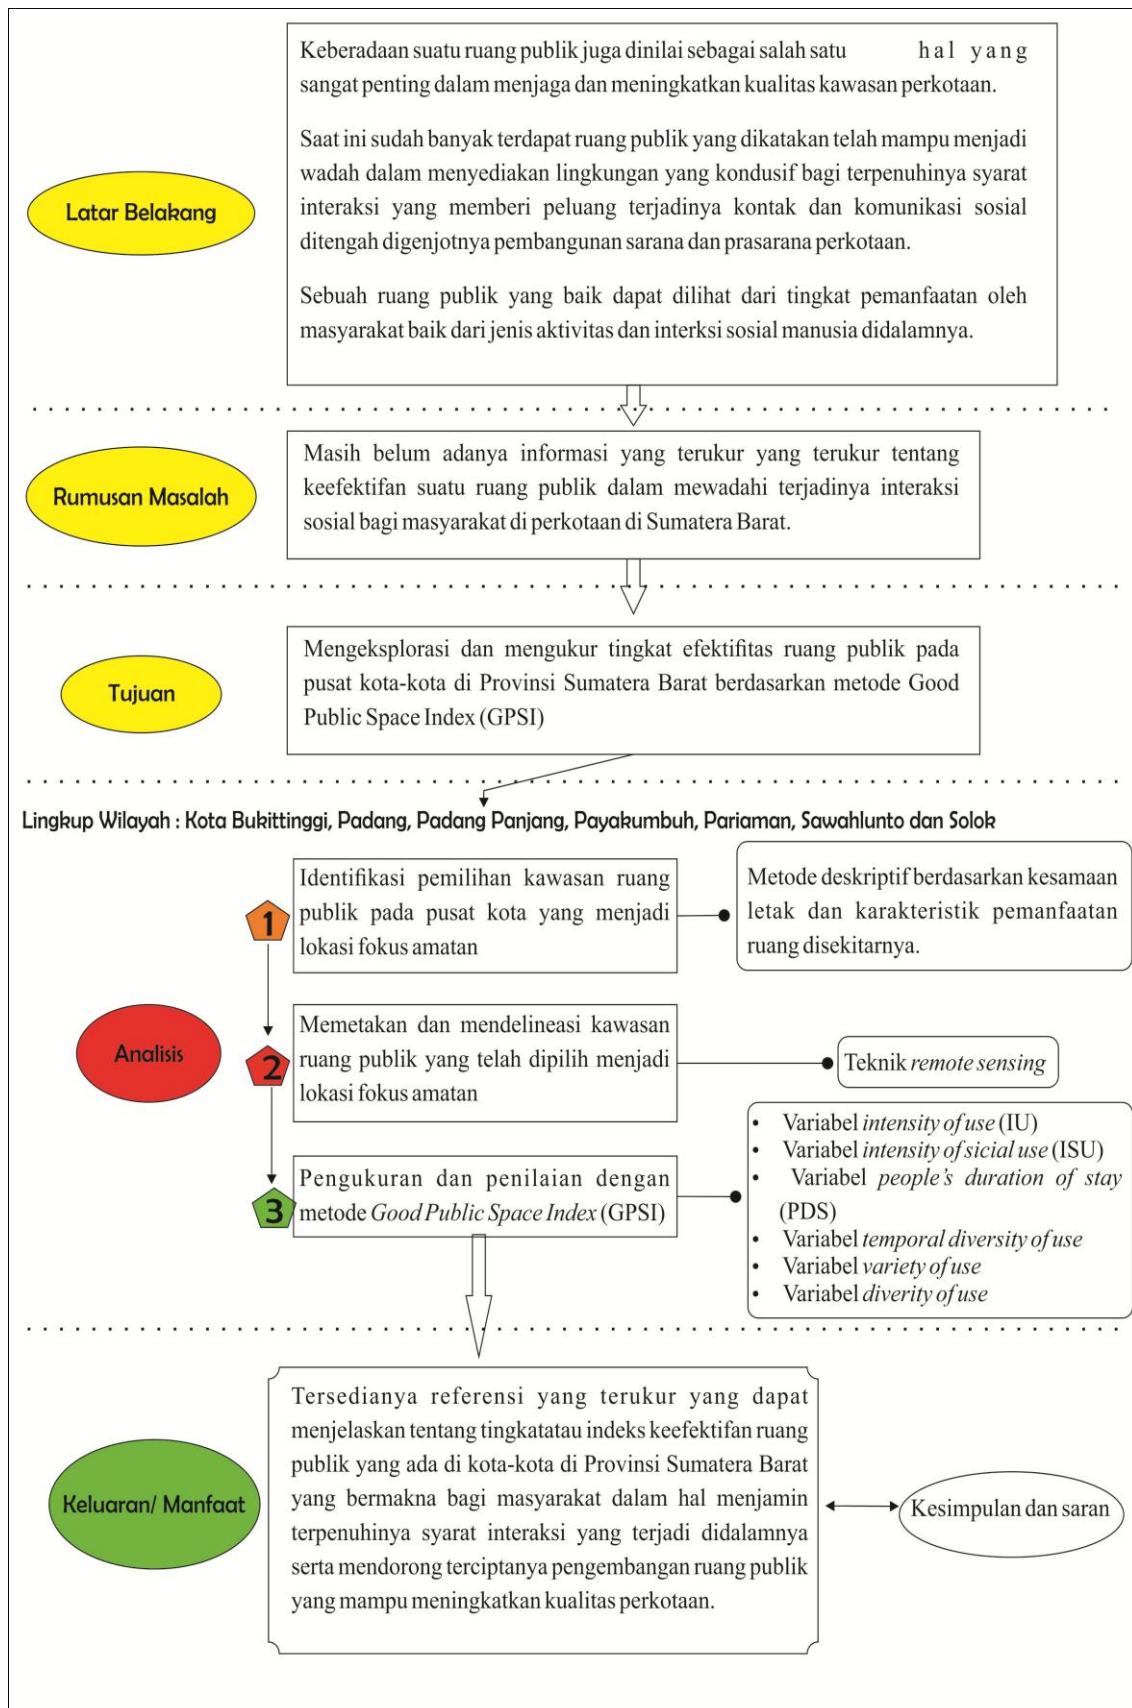 Keberadaan suatu ruang publik juga dinilai sebagai salah satu hal yang
sangat penting dalam menjaga dan meningkatkan kualitas kawasan perkotaan.
Saat ini sudah banyak terdapat ruang publik yang dikatakan telah mampu menjadi
wadah dalam menyediakan lingkungan yang kondusif bagi terpenuhinya syarat
interaksi yang memberi peluang terjadinya kontak dan komunikasi sosial
ditengah digenjotnya pembangunan sarana dan prasarana perkotaan.
Sebuah ruang publik yang baik dapat dilihat dari tingkat pemanfaatan oleh
masyarakat baik dari jenis aktivitas dan interksi sosial manusia didalamnya.
Latar Belakang
Masih belum adanya informasi yang terukur yang terukur tentang
keefektifan suatu ruang publik dalam mewadahi terjadinya interaksi
sosial bagi masyarakat di perkotaan di Sumatera Barat.
Rumusan Masalah
Mengeksplorasi dan mengukur tingkat efektifitas ruang publik pada
pusat kota-kota di Provinsi Sumatera Barat berdasarkan metode Good
Public Space Index (GPSI)
Tujuan
Lingkup Wilayah : Kota Bukittinggi, Padang, Padang Panjang, Payakumbuh, Pariaman, Sawahlunto dan Solok
Analisis
1
Identifikasi pemilihan kawasan ruang
publik pada pusat kota yang menjadi
lokasi fokus amatan
Metode deskriptif berdasarkan kesamaan
letak dan karakteristik pemanfaatan
ruang disekitarnya.
2
Memetakan dan mendelineasi kawasan
ruang publik yang telah dipilih menjadi
lokasi fokus amatan
Teknik remote sensing
3
Pengukuran dan penilaian dengan
metode Good Public Space Index (GPSI)
• Variabel intensity of use (IU)
• Variabel intensity of sicial use (ISU)
• Variabel people's duration of stay
(PDS)
• Variabel temporal diversity of use
• Variabel variety of use
• Variabel diverity of use
Keluaran/ Manfaat
Tersedianya referensi yang terukur yang dapat
menjelaskan tentang tingkatatau indeks keefektifan ruang
publik yang ada di kota-kota di Provinsi Sumatera Barat
yang bermakna bagi masyarakat dalam hal menjamin
terpenuhinya syarat interaksi yang terjadi didalamnya
serta mendorong terciptanya pengembangan ruang publik
yang mampu meningkatkan kualitas perkotaan.
Kesimpulan dan saran